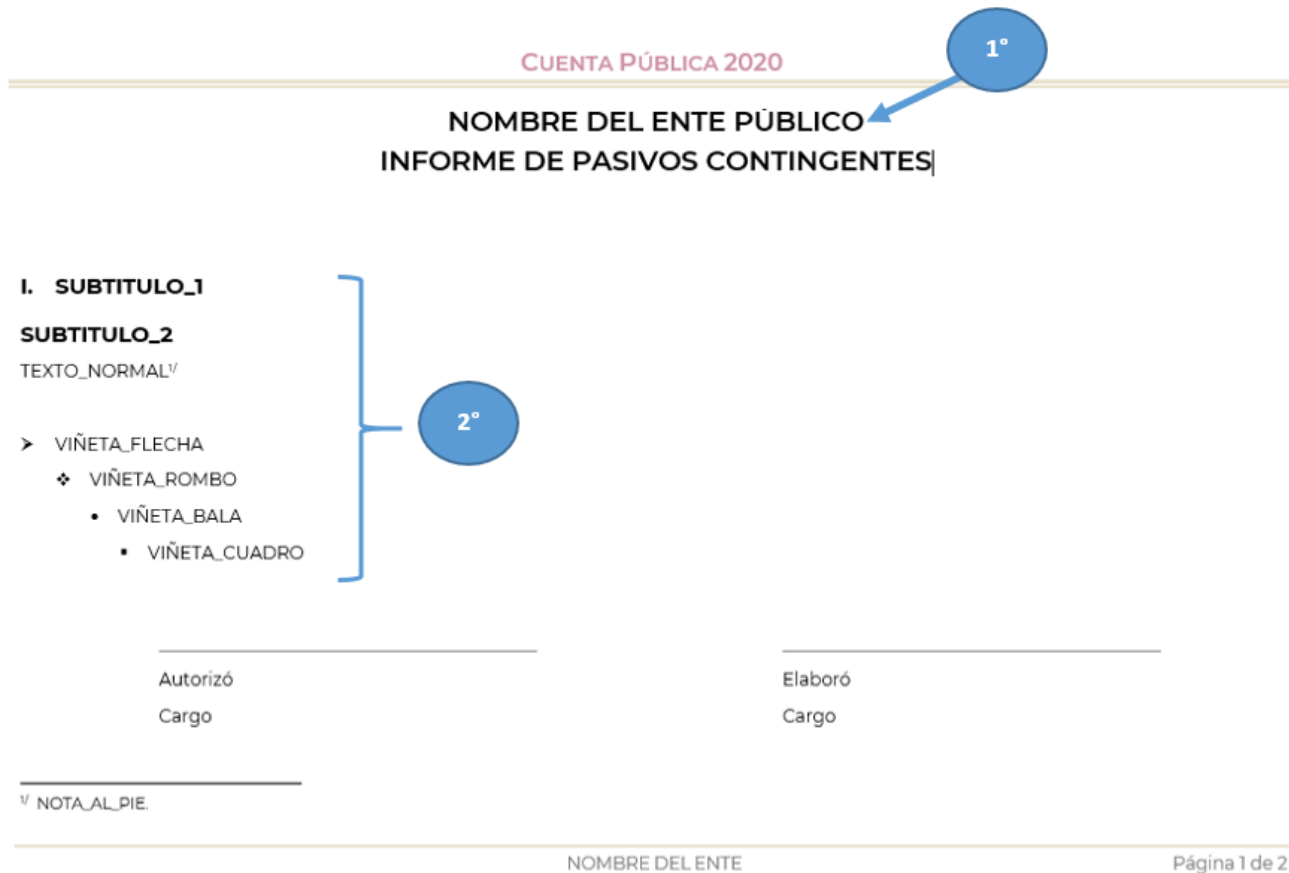 CUENTA PÚBLICA 2020
1°
NOMBRE DEL ENTE PÚBLICO
INFORME DE PASIVOS CONTINGENTES
I. SUBTITULO_1
SUBTITULO_2
TEXTO_NORMAL1/
2°
➤ VIÑETA_FLECHA
❖ VIÑETA_ROMBO
• VIÑETA_BALA
▪ VIÑETA_CUADRO
Autorizó Elaboró
Cargo Cargo
1/ NOTA_AL_PIE.
NOMBRE DEL ENTE Página 1 de 2